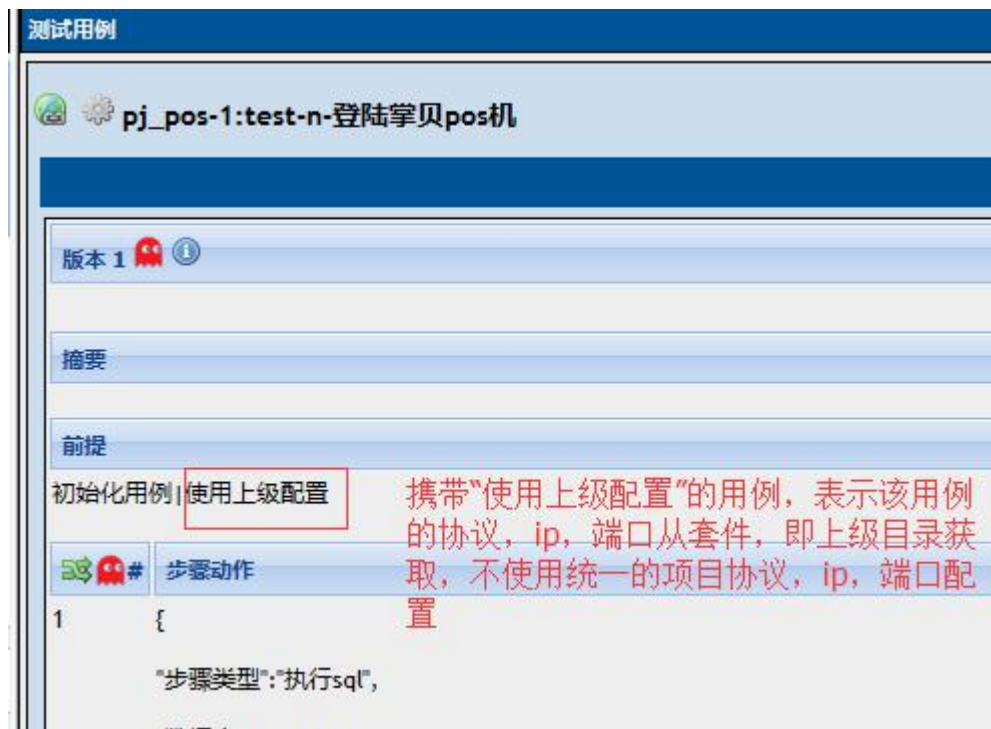 测试用例
pj_pos-1:test-n-登陆掌贝pos机
版本 1
摘要
前提
初始化用例|使用上级配置
携带“使用上级配置”的用例，表示该用例
的协议，ip，端口从套件，即上级目录获
取，不使用统一的项目协议，ip，端口配
置
# 步骤动作
1 {
"步骤类型":"执行sql",